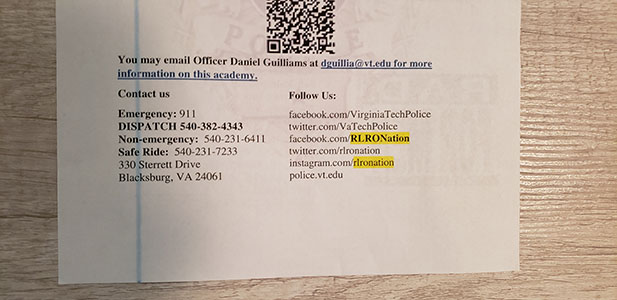 POLICE
You may email Officer Daniel Guilliams at dguillia@vt.edu for more
information on this academy.
Contact us
Emergency: 911
DISPATCH 540-382-4343
Non-emergency: 540-231-6411
Safe Ride: 540-231-7233
330 Sterrett Drive
Blacksburg, VA 24061
Follow Us:
facebook.com/VirginiaTechPolice
twitter.com/VaTechPolice
facebook.com/RLRONation
twitter.com/rlronation
instagram.com/rlronation
police.vt.edu